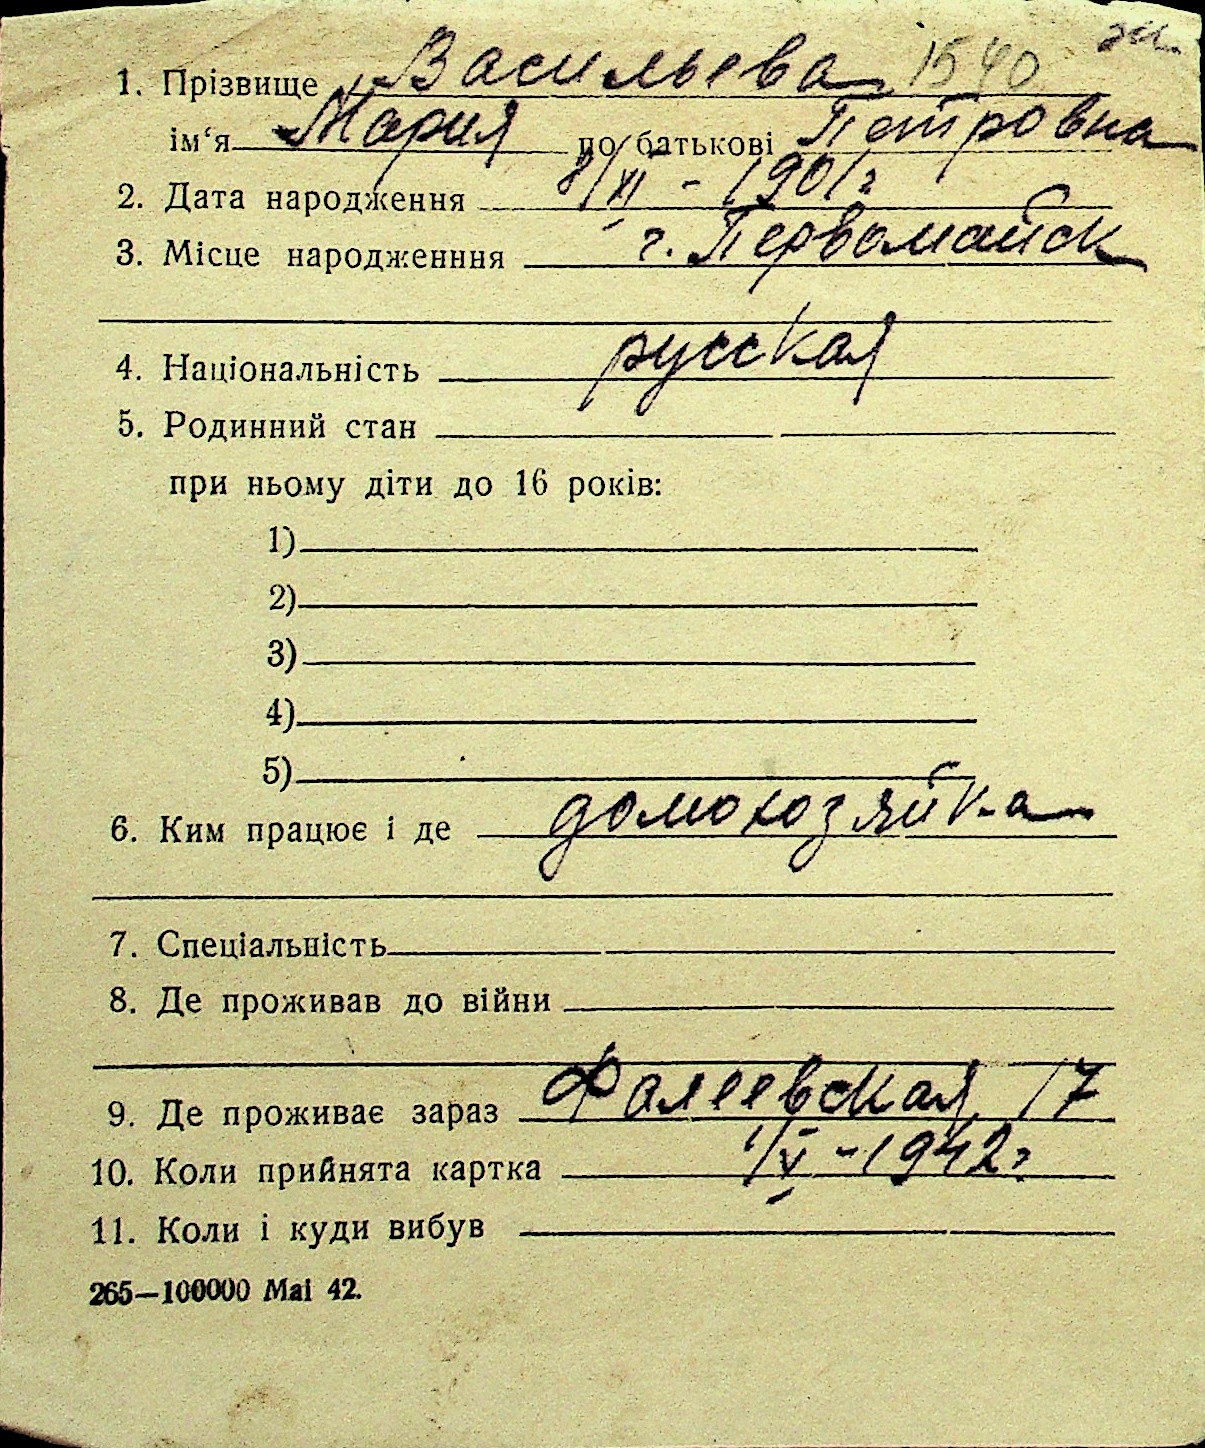 1. Прізвище Васильева 1540
ім‘я Мария по батькові Петровна
2. Дата народження 8/XI - 1901 г
3. Місце народженння г. Первомайск
4. Національність русская
5. Родинний стан
при ньому діти до 16 років:
1)
2)
3)
4)
5)
6. Ким працює і де домохозяйка
7. Спеціальність
8. Де проживав до війни
9. Де проживає зараз Фалеевская, 17
10. Коли прийнята картка 1/V - 1942 г
11. Коли і куди вибув
265—100000 Mai 42.